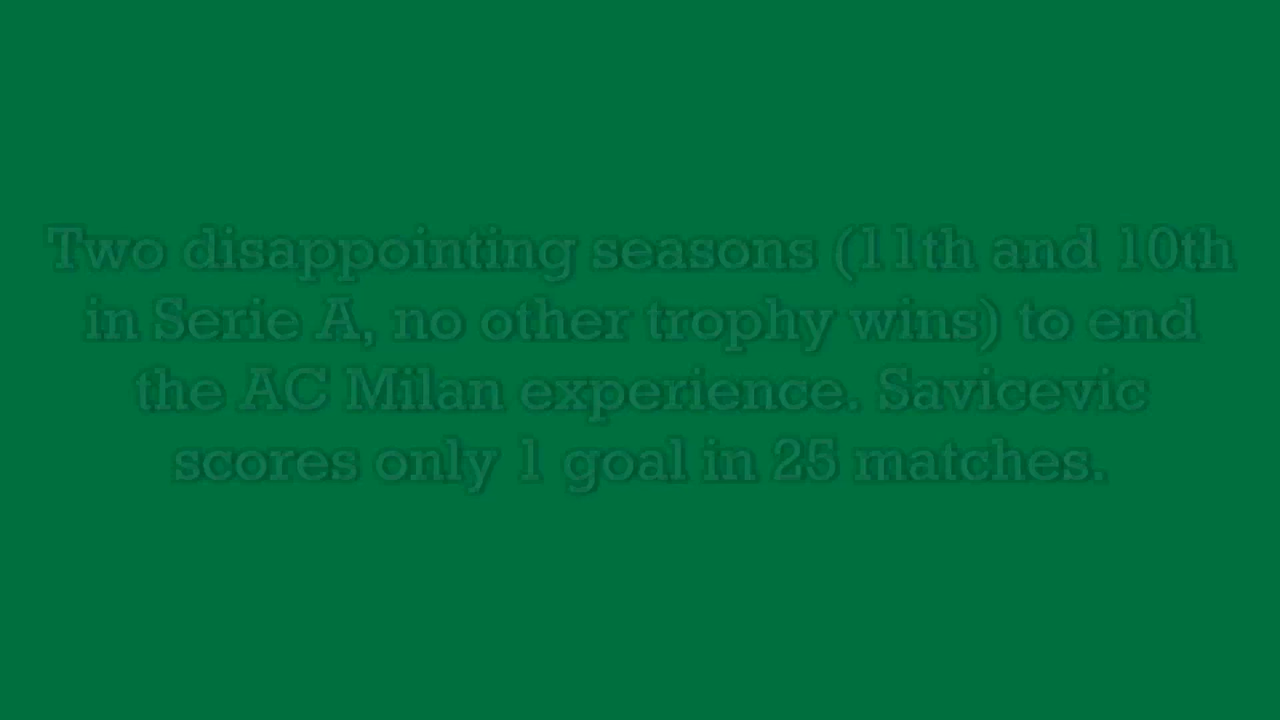 Two disappointing seasons (11th and 10th
in Serie A, no other trophy wins) to end
the AC Milan experience. Savicevic
scores only 1 goal in 25 matches.